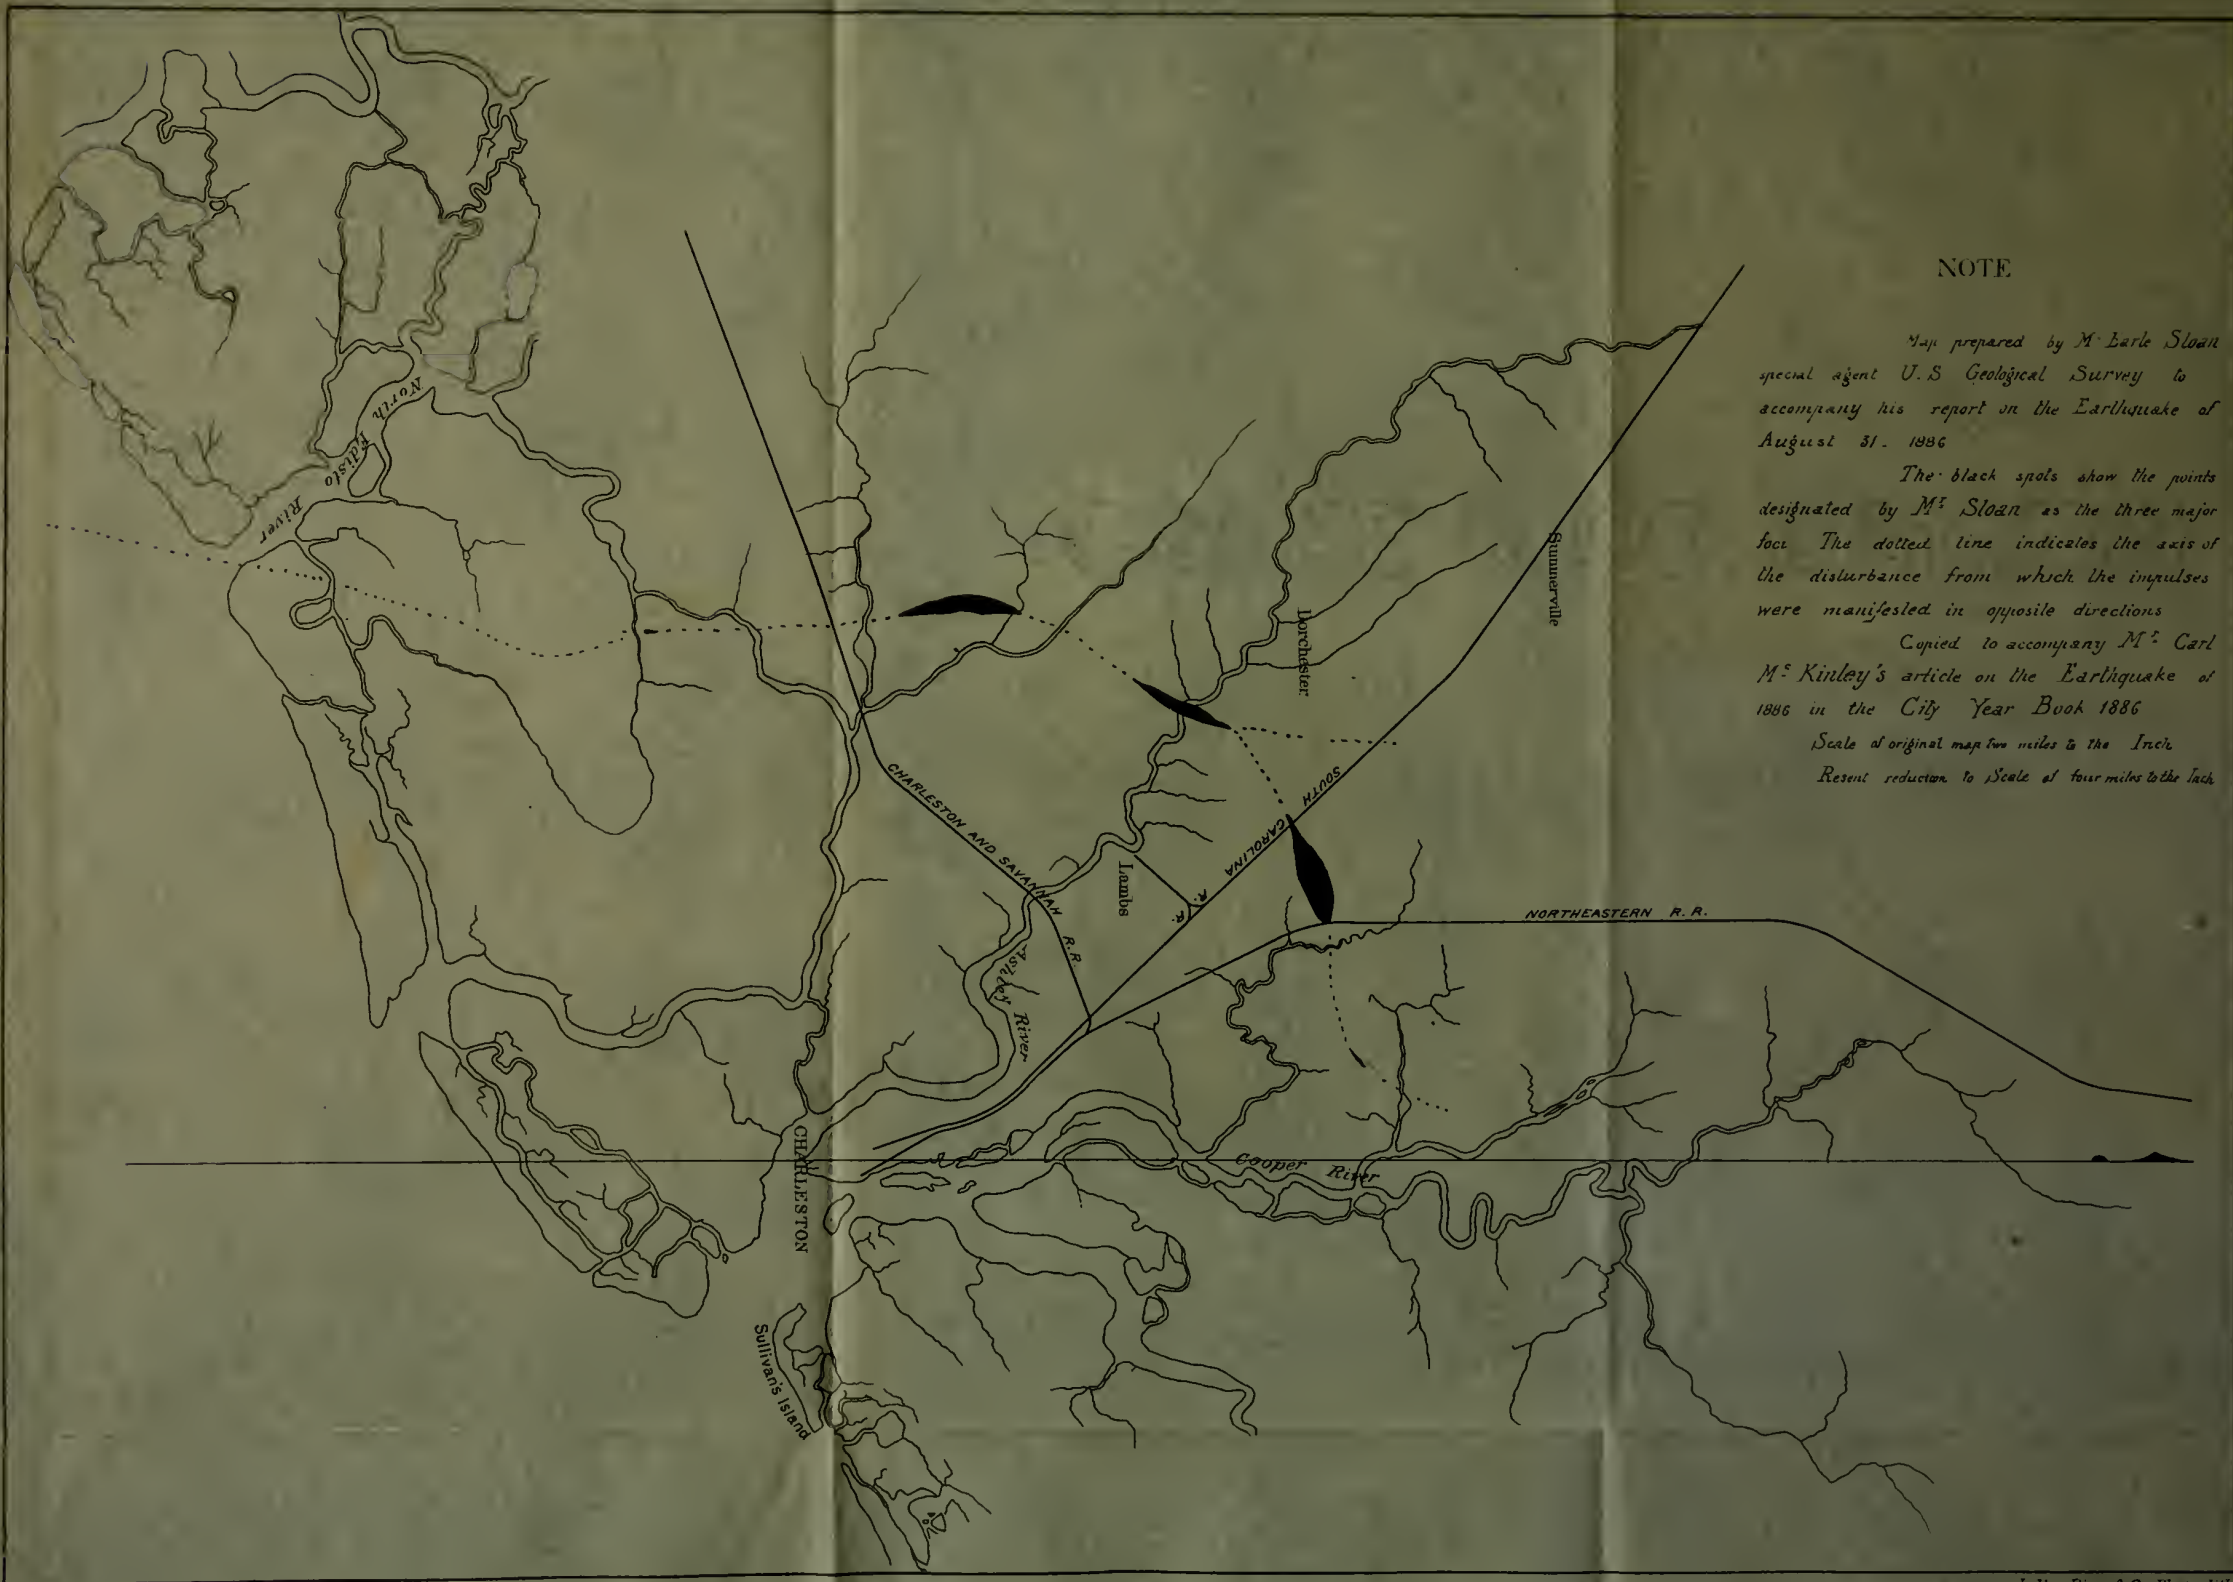 NOTE
Map prepared by Mr Earle Sloan
special agent U.S Geological Survey to
accompany his report on the Earthquake of
August 31. 1886
The black spots show the points
designated by Mr Sloan as the three major
foci The dotted line indicates the axis of
the disturbance from which the impulses
were manifested in opposite directions
Copied to accompany Mr Carl
Mc Kinley's article on the Earthquake of
1886 in the City Year Book 1886
Scale of original map two miles to the Inch
Resent reduction to Scale of four miles to the Inch
North Edisto River
Summerville
Dorchester
CHARLESTON AND SAVANNAH R.R
SOUTH CAROLINA R. R.
Lambs
NORTHEASTERN R. R.
Ashley River
Cooper River
CHARLESTON
Sullivan's Island